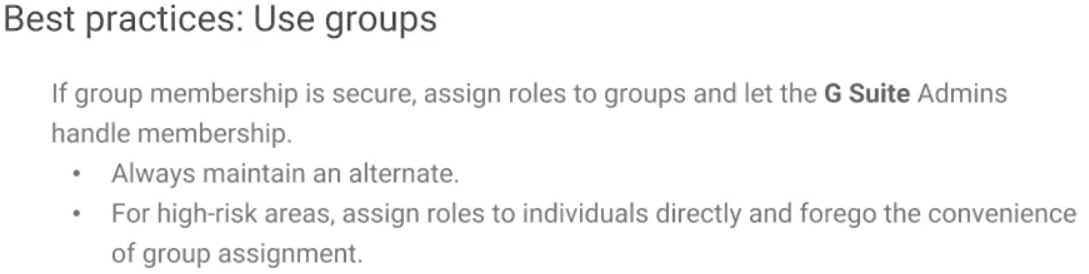 Best practices: Use groups
If group membership is secure, assign roles to groups and let the G Suite Admins
handle membership.
• Always maintain an alternate.
• For high-risk areas, assign roles to individuals directly and forego the convenience
of group assignment.